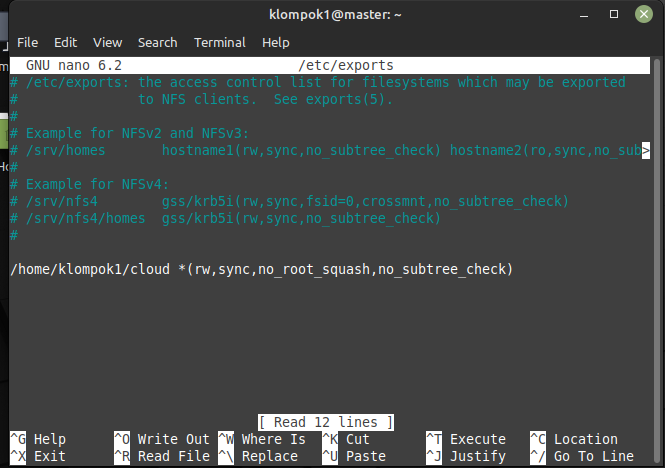 klompok1@master: ~
File Edit View Search Terminal Help
GNU nano 6.2 /etc/exports
# /etc/exports: the access control list for filesystems which may be exported
# to NFS clients. See exports(5).
#
# Example for NFSv2 and NFSv3:
# /srv/homes hostname1(rw,sync,no_subtree_check) hostname2(ro,sync,no_sub>
#
# Example for NFSv4:
# /srv/nfs4 gss/krb5i(rw,sync,fsid=0,crossmnt,no_subtree_check)
# /srv/nfs4/homes gss/krb5i(rw,sync,no_subtree_check)
#
/home/klompok1/cloud *(rw,sync,no_root_squash,no_subtree_check)
[ Read 12 lines ]
^G Help ^O Write Out ^W Where Is ^K Cut ^T Execute ^C Location
^X Exit ^R Read File ^\ Replace ^U Paste ^J Justify ^/ Go To Line